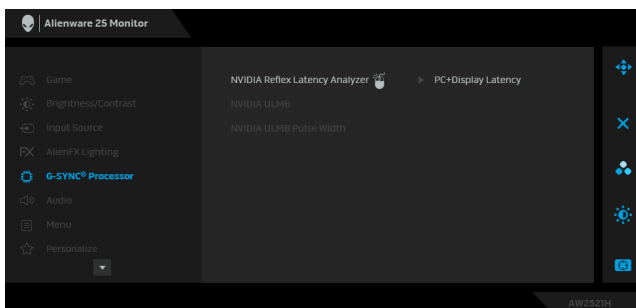 Alienware 25 Monitor
Game
Brightness/Contrast
Input Source
AlienFX Lighting
G-SYNC® Processor
Audio
Menu
Personalize
NVIDIA Reflex Latency Analyzer PC+Display Latency
NVIDIA ULMB
NVIDIA ULMB Pulse Width
AW2521H